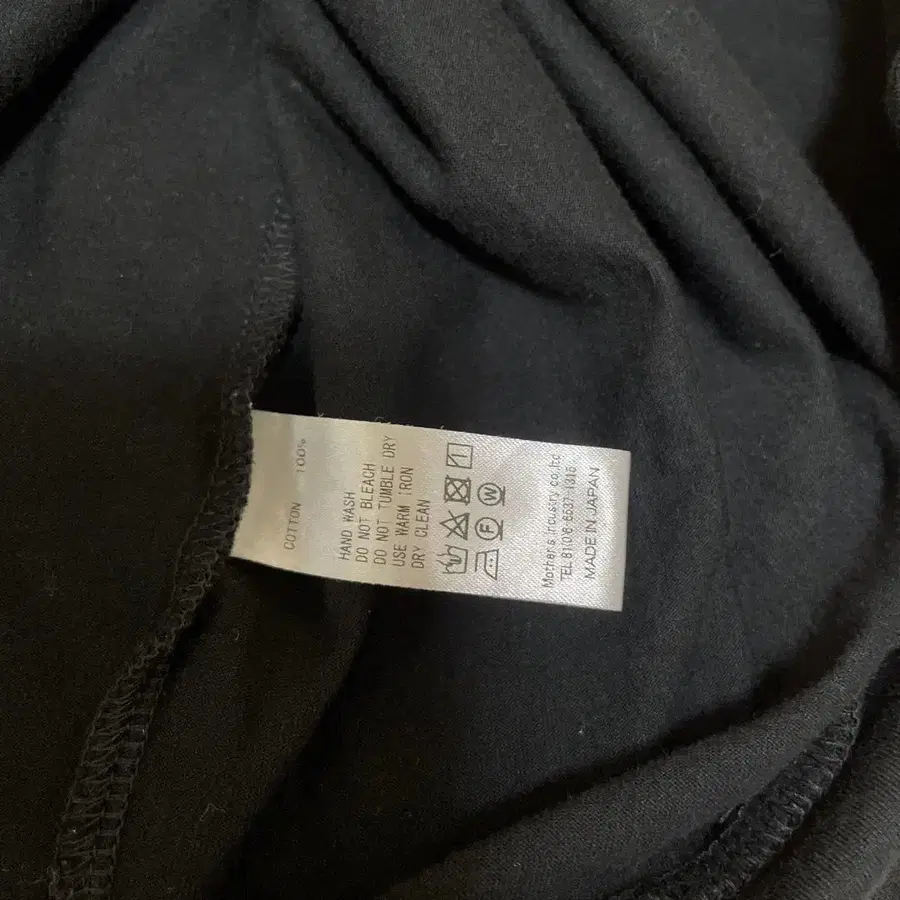 COTTON 100%
HAND WASH
DO NOT BLEACH
DO NOT TUMBLE DRY
USE WARM IRON
DRY CLEAN
F W
Mother's industry co.ltd
TEL 81(0)6-6537-1315
MADE IN JAPAN